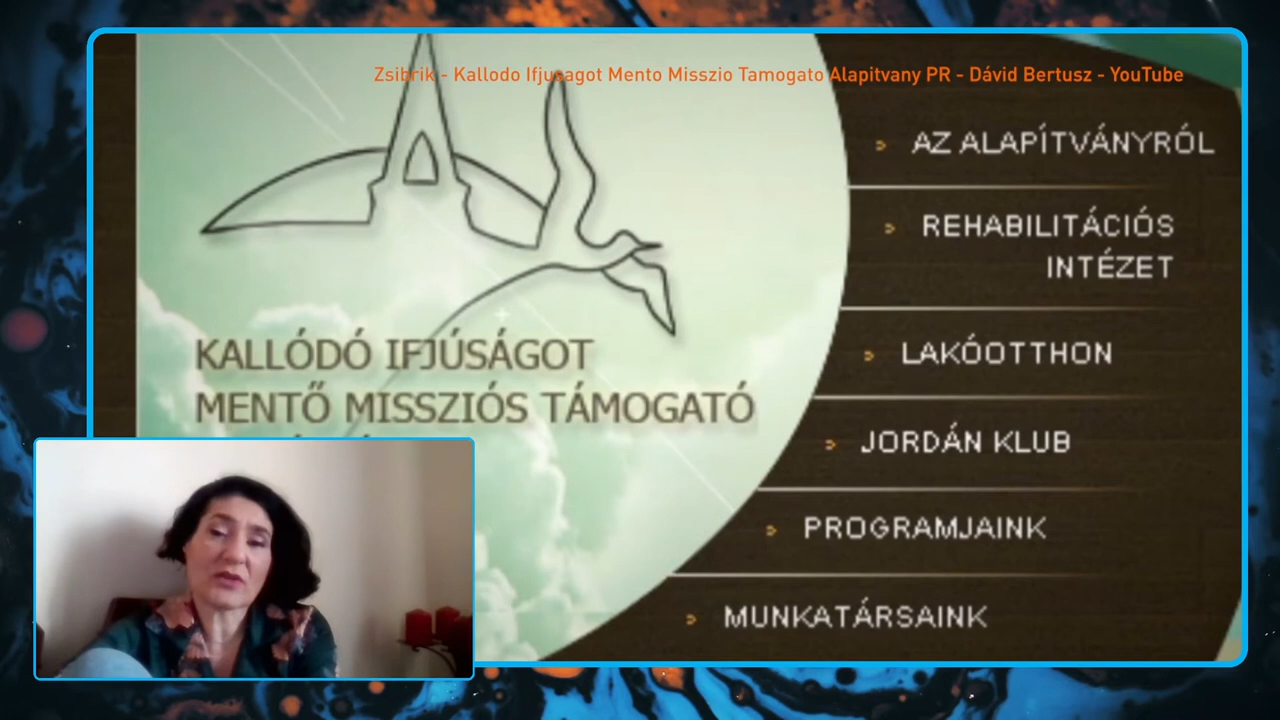 Zsibrik - Kallodo Ifjusagot Mento Misszio Tamogato Alapitvany PR - Dávid Bertusz - YouTube
KALLÓDÓ IFJÚSÁGOT
MENTŐ MISSZIÓS TÁMOGATÓ
AZ ALAPÍTVÁNYRÓL
REHABILITÁCIÓS
INTÉZET
LAKÓOTTHON
JORDÁN KLUB
PROGRAMJAINK
MUNKATÁRSAINK